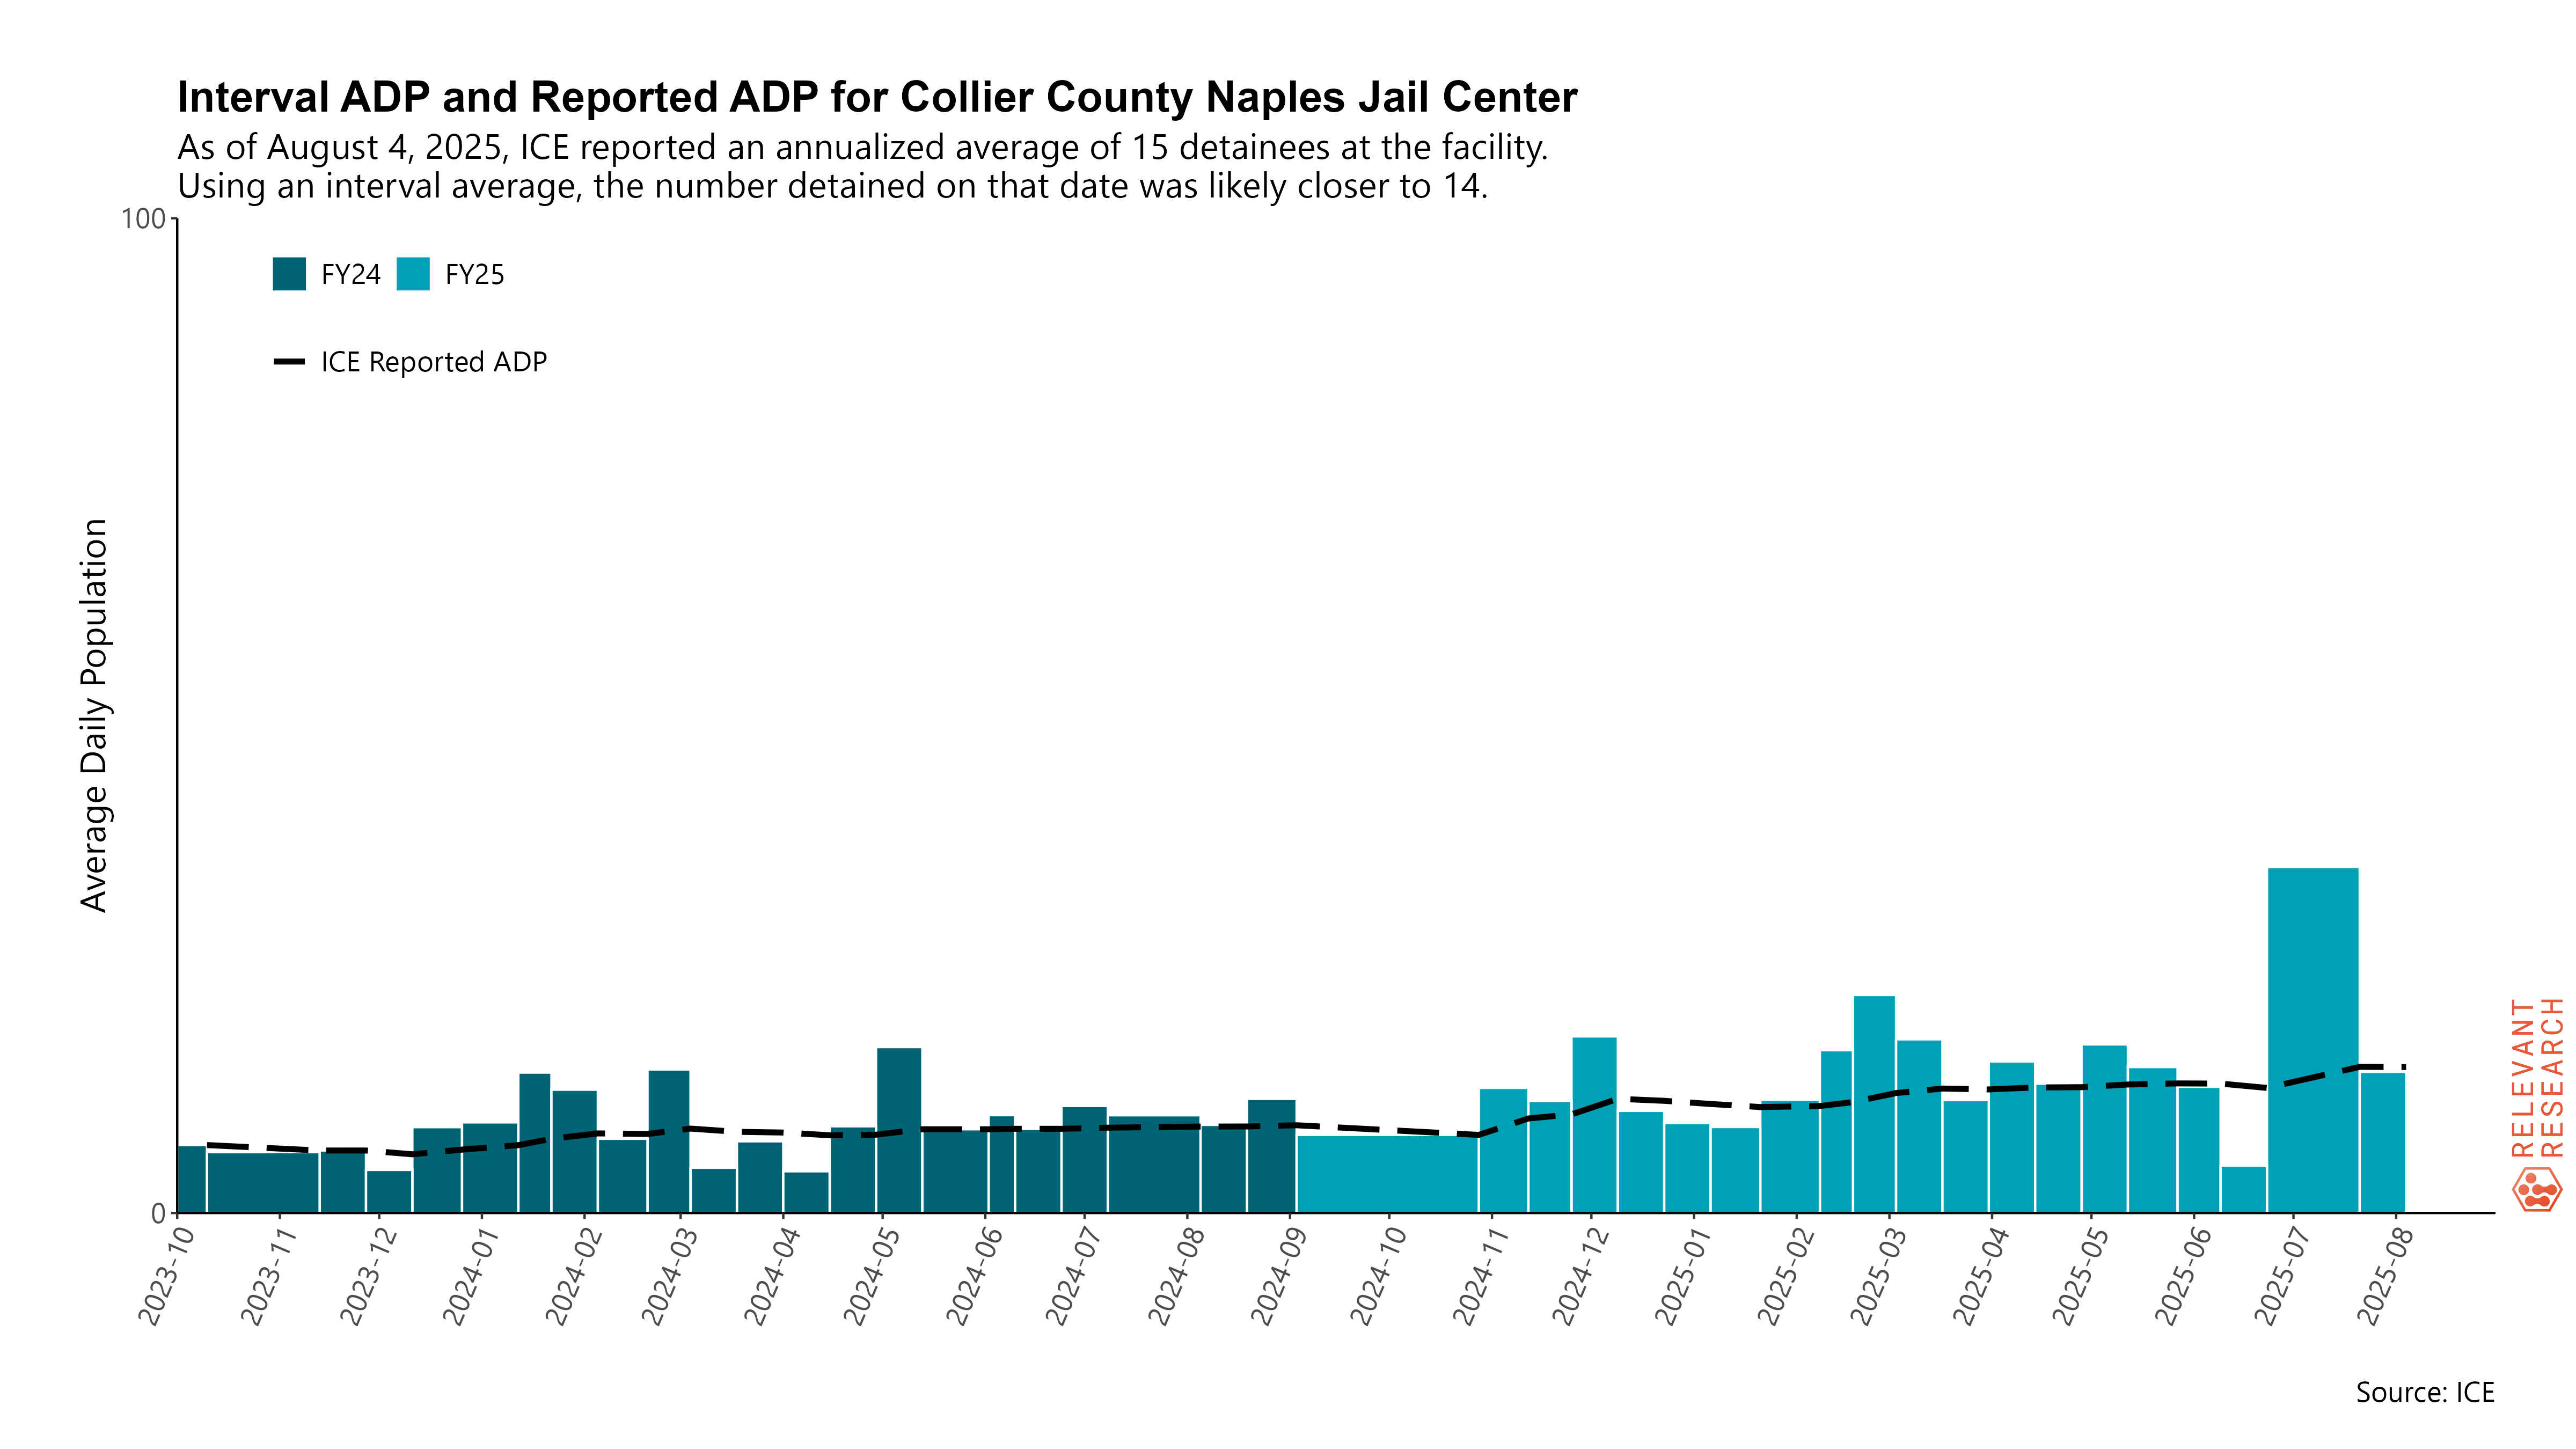 Interval ADP and Reported ADP for Collier County Naples Jail Center
As of August 4, 2025, ICE reported an annualized average of 15 detainees at the facility.
Using an interval average, the number detained on that date was likely closer to 14.
100
FY24 FY25
ICE Reported ADP
Average Daily Population
0
2023-10
2023-11
2023-12
2024-01
2024-02
2024-03
2024-04
2024-05
2024-06
2024-07
2024-08
2024-09
2024-10
2024-11
2024-12
2025-01
2025-02
2025-03
2025-04
2025-05
2025-06
2025-07
2025-08
RELEVANT
RESEARCH
Source: ICE